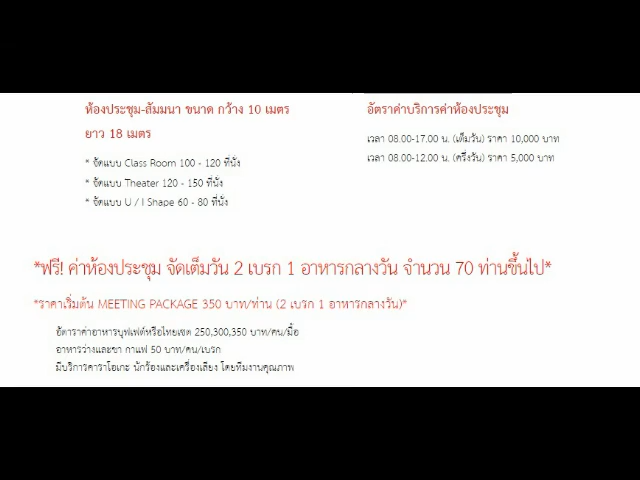 ห้องประชุม-สัมมนา ขนาด กว้าง 10 เมตร
ยาว 18 เมตร
* จัดแบบ Class Room 100 - 120 ที่นั่ง
* จัดแบบ Theater 120 - 150 ที่นั่ง
* จัดแบบ U / I Shape 60 - 80 ที่นั่ง
อัตราค่าบริการค่าห้องประชุม
เวลา 08.00-17.00 น. (เต็มวัน) ราคา 10,000 บาท
เวลา 08.00-12.00 น. (ครึ่งวัน) ราคา 5,000 บาท
*ฟรี! ค่าห้องประชุม จัดเต็มวัน 2 เบรก 1 อาหารกลางวัน จำนวน 70 ท่านขึ้นไป*
*ราคาเริ่มต้น MEETING PACKAGE 350 บาท/ท่าน (2 เบรก 1 อาหารกลางวัน)*
อัตราค่าอาหารบุฟเฟ่ต์หรือไทยเซต 250,300,350 บาท/คน/มื้อ
อาหารว่างและชา กาแฟ 50 บาท/คน/เบรก
มีบริการคาราโอเกะ นักร้องและเครื่องเสียง โดยทีมงานคุณภาพ